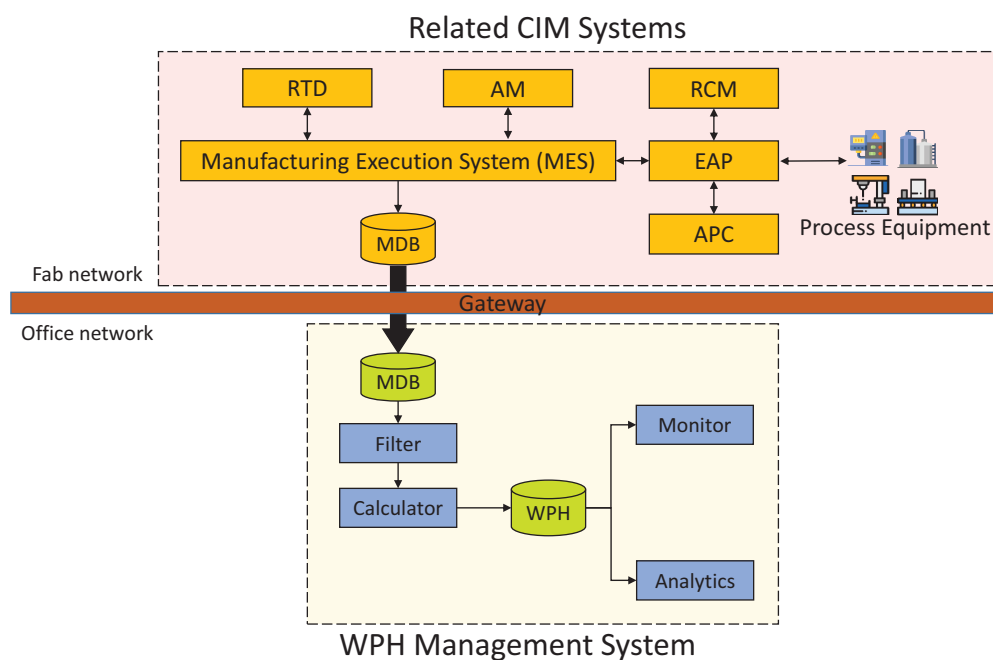 Related CIM Systems
RTD
AM
RCM
Manufacturing Execution System (MES)
EAP
MDB
APC
Process Equipment
Fab network
Gateway
Office network
MDB
Filter
Monitor
Calculator
WPH
Analytics
WPH Management System